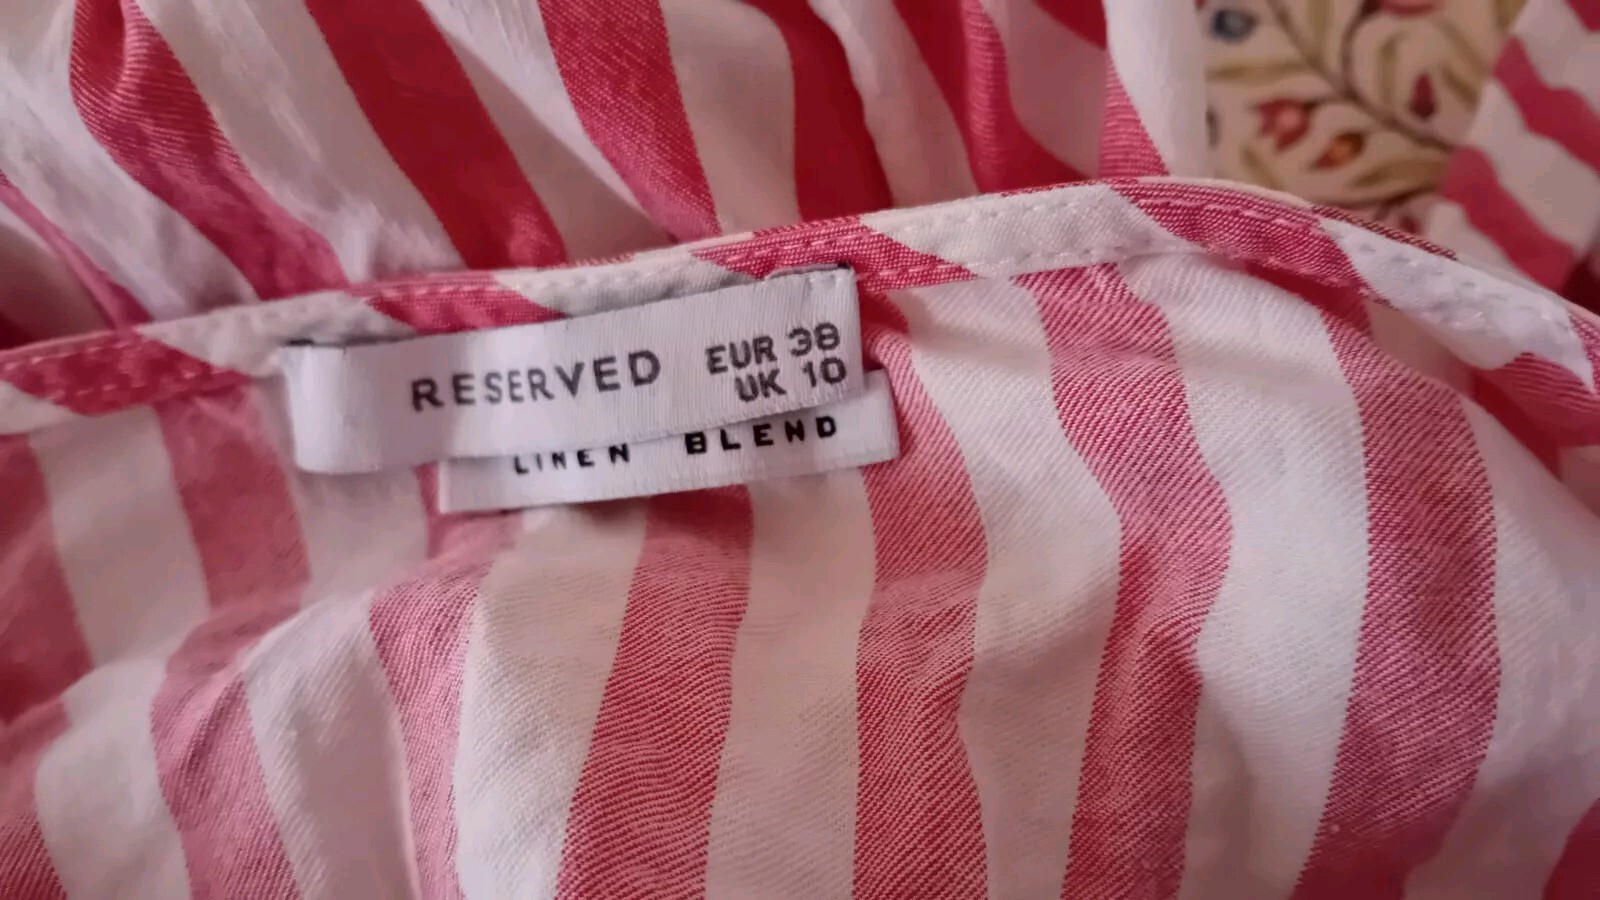 RESERVED
EUR 38
UK 10
LINEN BLEND